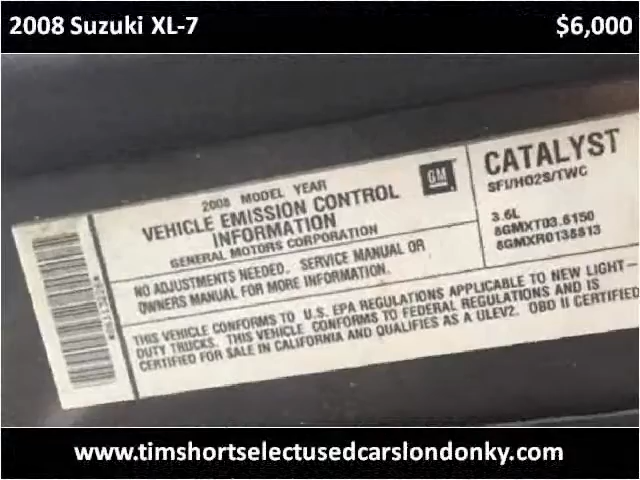 2008 Suzuki XL-7
$6,000
2008 MODEL YEAR
VEHICLE EMISSION CONTROL
INFORMATION
GENERAL MOTORS CORPORATION
GM
CATALYST
SFI/HO2S/TWC
3.6L
8GMXT03.6150
8GMXR0135813
NO ADJUSTMENTS NEEDED. SERVICE MANUAL OR
OWNERS MANUAL FOR MORE INFORMATION.
THIS VEHICLE CONFORMS TO U.S. EPA REGULATIONS APPLICABLE TO NEW LIGHT-
DUTY TRUCKS. THIS VEHICLE CONFORMS TO FEDERAL REGULATIONS AND IS
CERTIFIED FOR SALE IN CALIFORNIA AND QUALIFIES AS A ULEV2. OBD II CERTIFIED
www.timshortselectusedcarslondonky.com